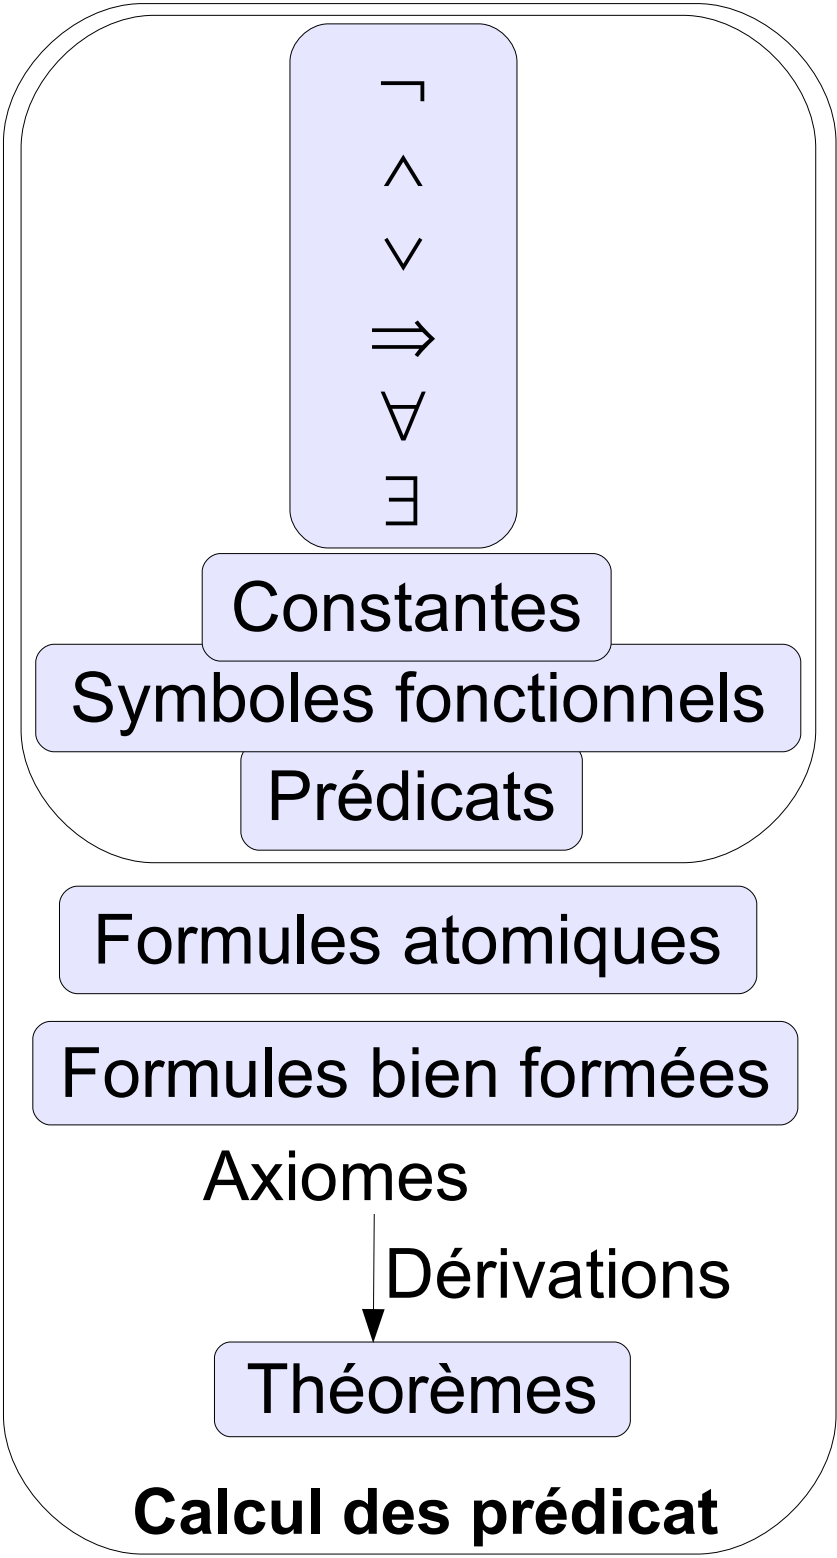 ¬
∧
∨
⇒
∀
∃
Constantes
Symboles fonctionnels
Prédicats
Formules atomiques
Formules bien formées
Axiomes
Dérivations
Théorèmes
Calcul des prédicat